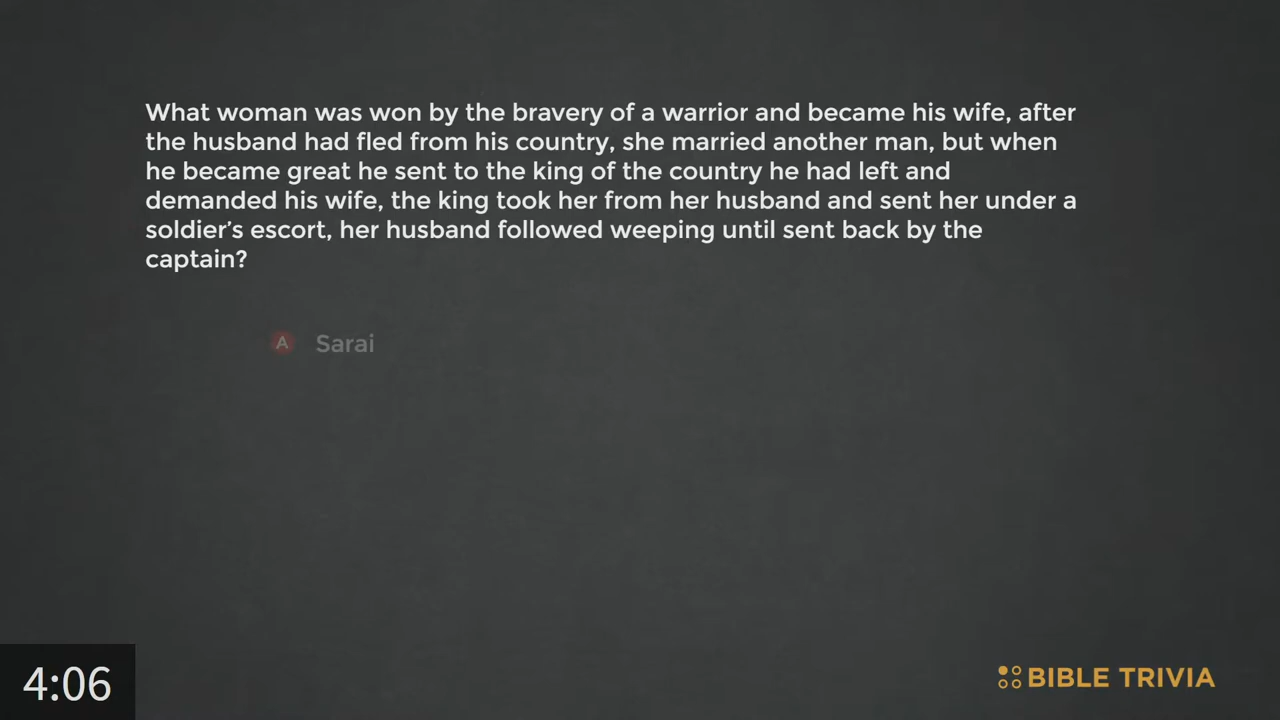 What woman was won by the bravery of a warrior and became his wife, after
the husband had fled from his country, she married another man, but when
he became great he sent to the king of the country he had left and
demanded his wife, the king took her from her husband and sent her under a
soldier’s escort, her husband followed weeping until sent back by the
captain?
A Sarai
4:06
BIBLE TRIVIA